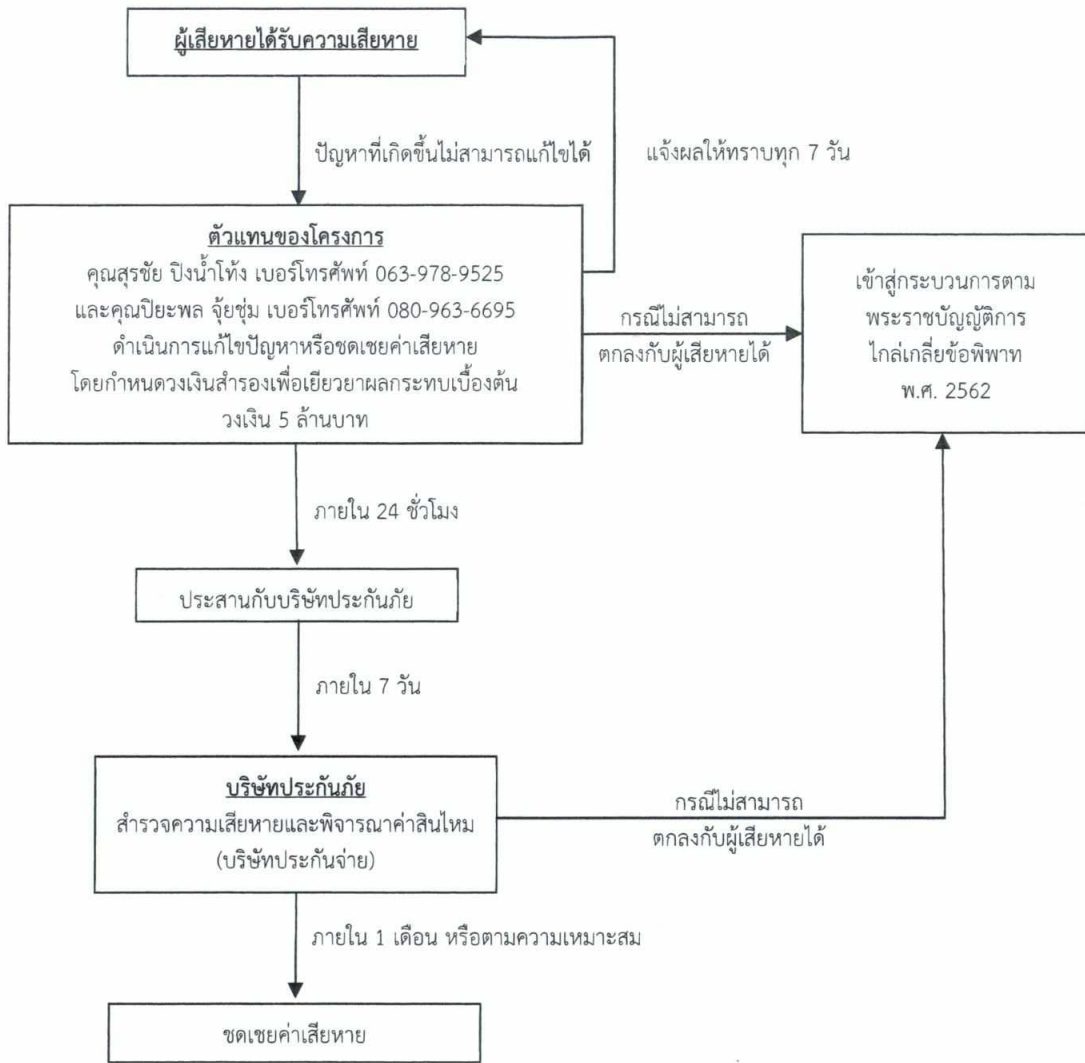 ผู้เสียหายได้รับความเสียหาย
ปัญหาที่เกิดขึ้นไม่สามารถแก้ไขได้
แจ้งผลให้ทราบทุก 7 วัน
ตัวแทนของโครงการ
คุณสุรชัย ปิงน้ำโท้ง เบอร์โทรศัพท์ 063-978-9525
และคุณปิยะพล จุ้ยชุ่ม เบอร์โทรศัพท์ 080-963-6695
ดำเนินการแก้ไขปัญหาหรือชดเชยค่าเสียหาย
โดยกำหนดวงเงินสำรองเพื่อเยียวยาผลกระทบเบื้องต้น
วงเงิน 5 ล้านบาท
กรณีไม่สามารถ
ตกลงกับผู้เสียหายได้
เข้าสู่กระบวนการตาม
พระราชบัญญัติการ
ไกล่เกลี่ยข้อพิพาท
พ.ศ. 2562
ภายใน 24 ชั่วโมง
ประสานกับบริษัทประกันภัย
ภายใน 7 วัน
บริษัทประกันภัย
สำรวจความเสียหายและพิจารณาค่าสินไหม
(บริษัทประกันจ่าย)
กรณีไม่สามารถ
ตกลงกับผู้เสียหายได้
ภายใน 1 เดือน หรือตามความเหมาะสม
ชดเชยค่าเสียหาย